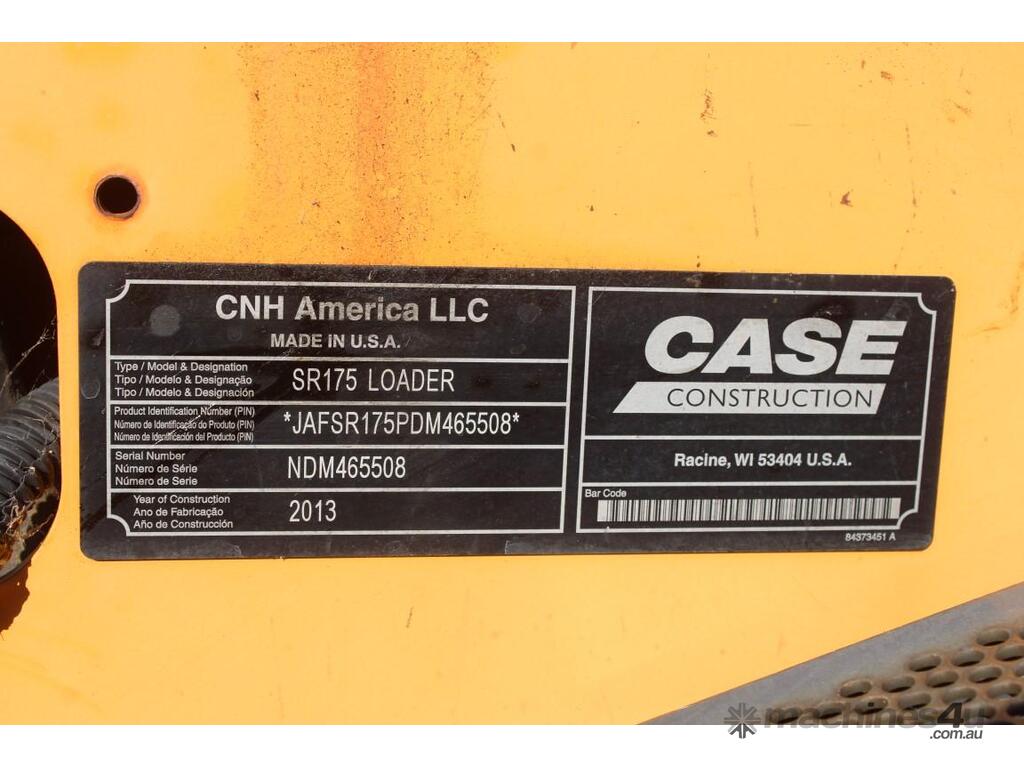 CNH America LLC
MADE IN U.S.A.
Type / Model & Designation
Tipo / Modelo & Designação
Tipo / Modelo & Designación
SR175 LOADER
Product Identification Number (PIN)
Número de Identificação do Produto (PIN)
Número de Identificación del Producto (PIN)
*JAFSR175PDM465508*
Serial Number
Número de Série
Número de Serie
NDM465508
Year of Construction
Ano de Fabricação
Año de Construcción
2013
CASE
CONSTRUCTION
Racine, WI 53404 U.S.A.
Bar Code
84373451 A
machines4u
.com.au